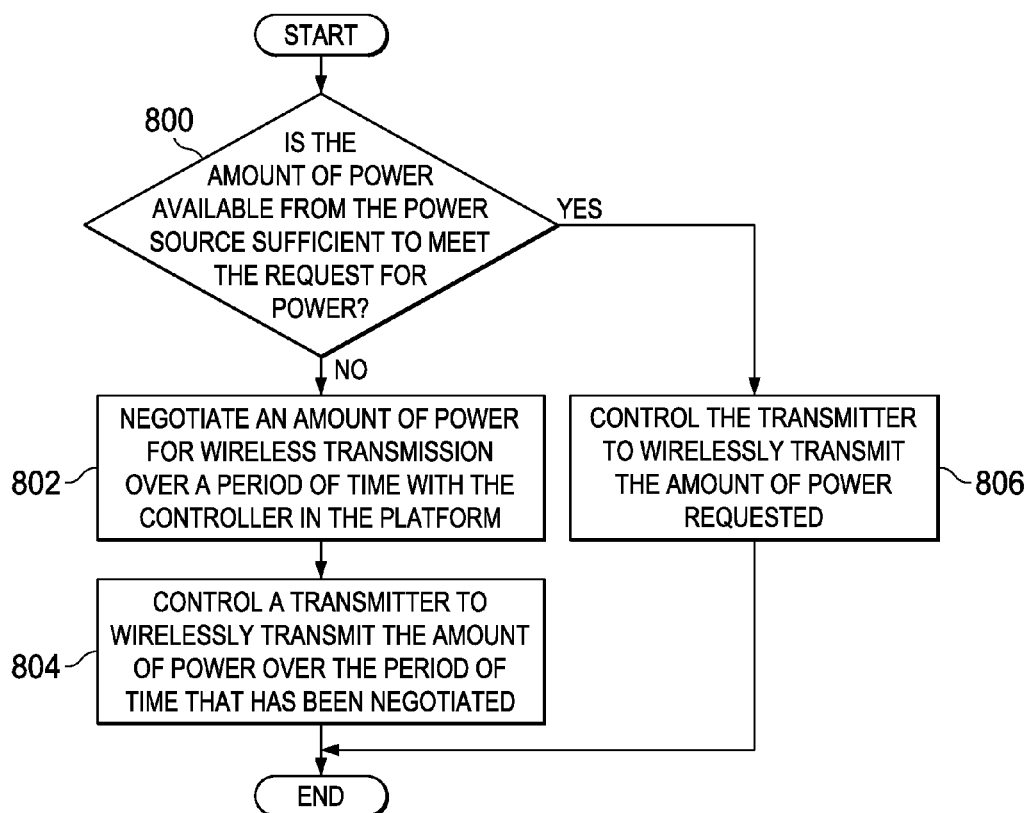 START
800
IS THE
AMOUNT OF POWER
AVAILABLE FROM THE POWER
SOURCE SUFFICIENT TO MEET
THE REQUEST FOR
POWER?
YES
NO
802
NEGOTIATE AN AMOUNT OF POWER
FOR WIRELESS TRANSMISSION
OVER A PERIOD OF TIME WITH THE
CONTROLLER IN THE PLATFORM
CONTROL THE TRANSMITTER
TO WIRELESSLY TRANSMIT
THE AMOUNT OF POWER
REQUESTED
806
804
CONTROL A TRANSMITTER TO
WIRELESSLY TRANSMIT THE AMOUNT
OF POWER OVER THE PERIOD OF
TIME THAT HAS BEEN NEGOTIATED
END